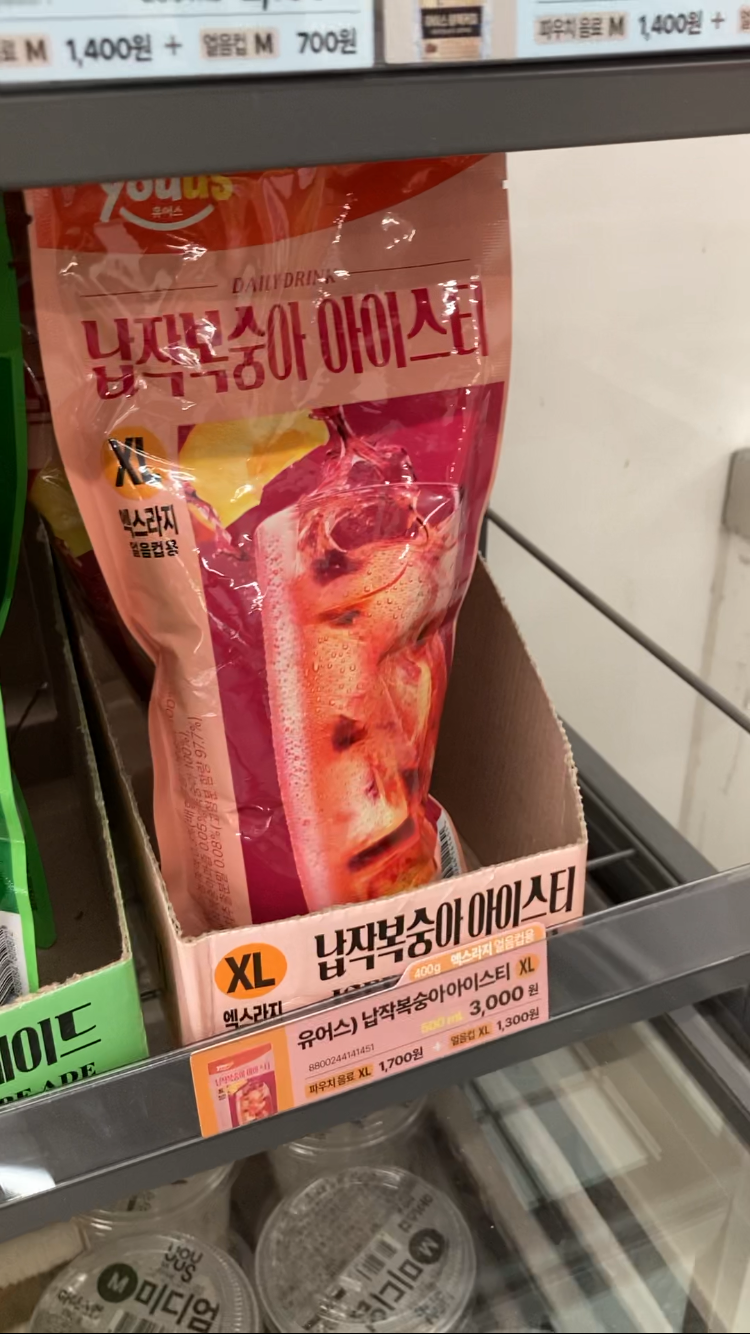 M 1,400원 + 얼음컵 M 700원
파우치 음료 M 1,400원 +
youus
유어스
DAILY DRINK
납작복숭아 아이스티
XL
엑스라지
얼음컵용
납작복숭아 아이스티
XL
엑스라지
400g 엑스라지 얼음컵용
유어스) 납작복숭아아이스티 XL
3,000 원
8800244141451
파우치 음료 XL 1,700원 + 얼음컵 XL 1,300원
이드
ADE
YOU
US
M 미디엄
M 미디엄